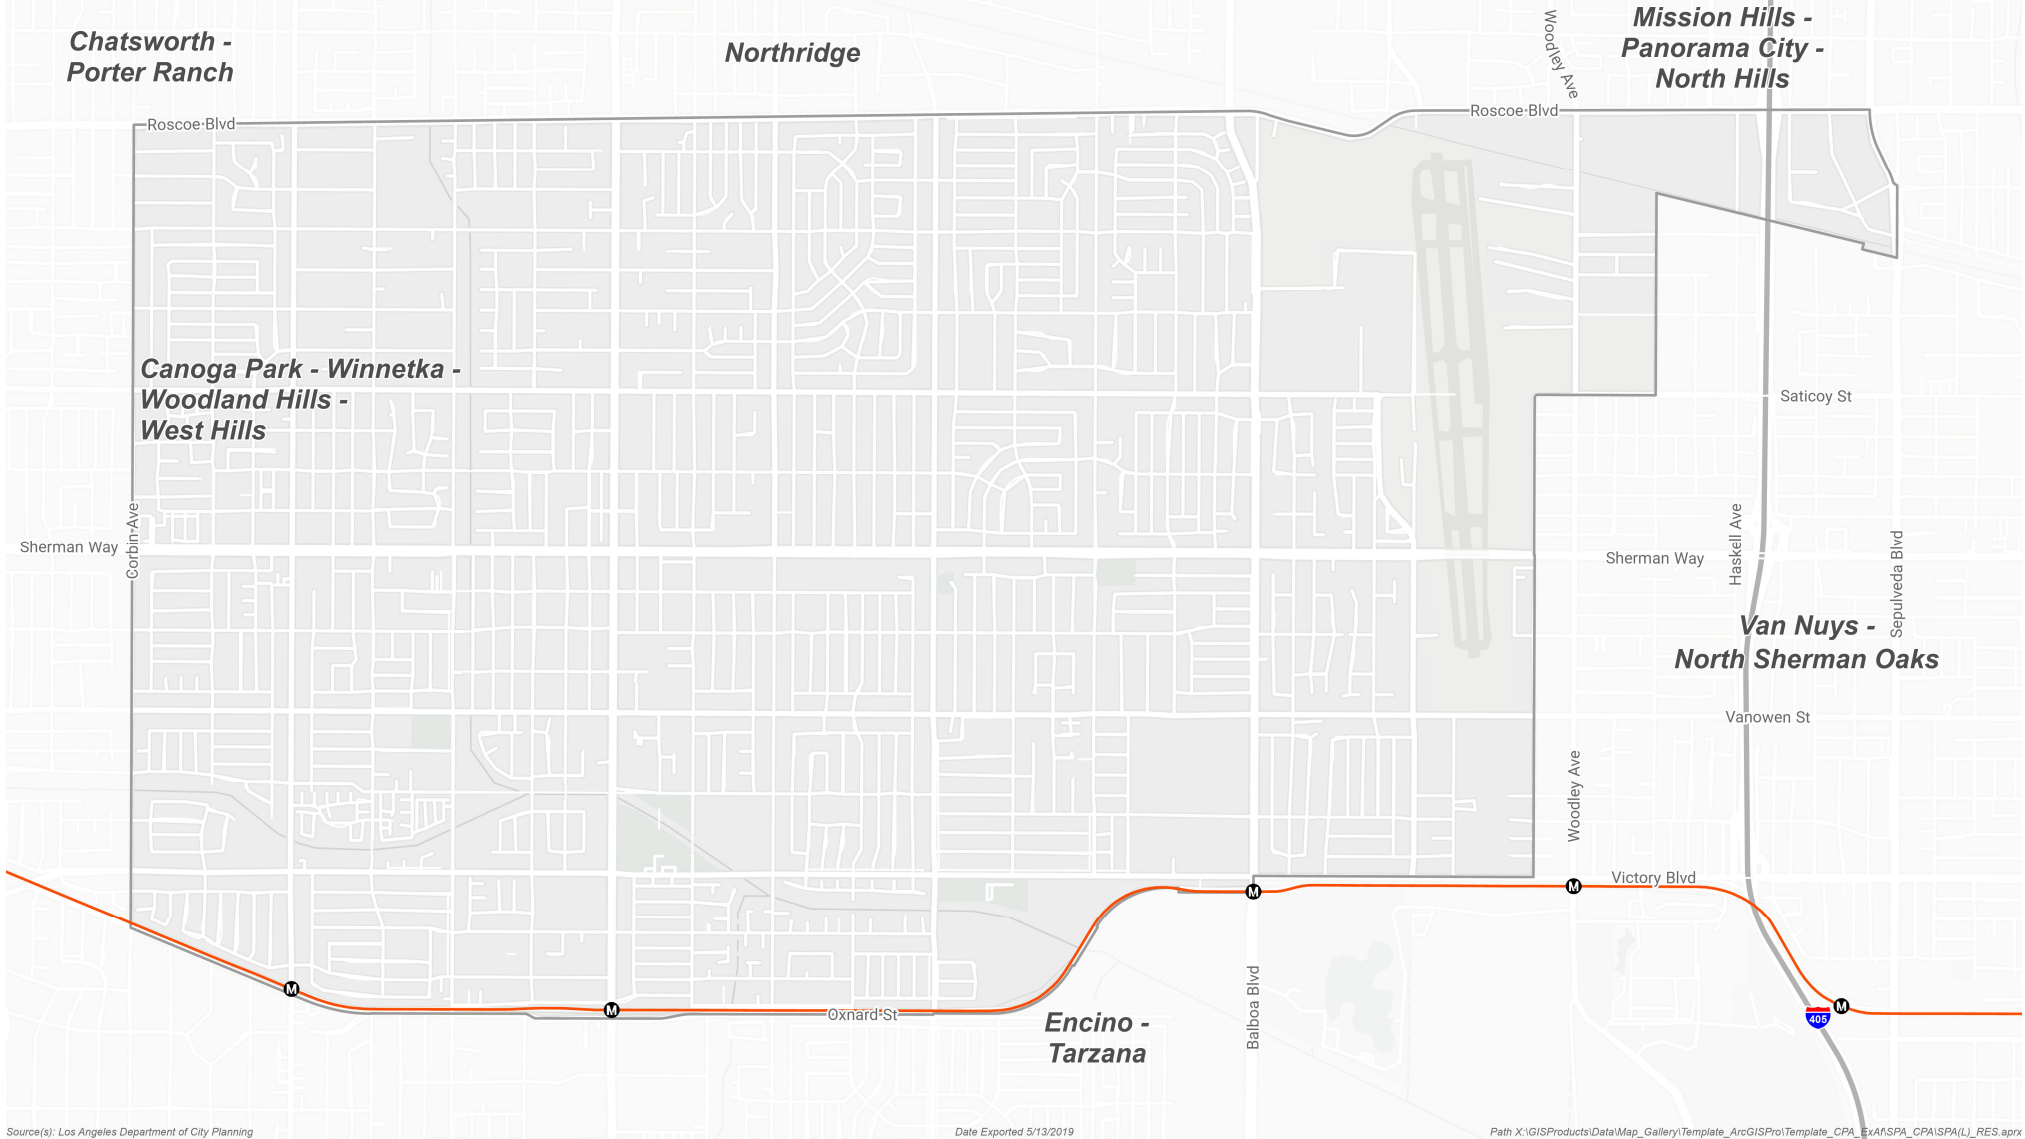 Chatsworth -
Porter Ranch
Northridge
Woodley Ave
Mission Hills -
Panorama City -
North Hills
Roscoe Blvd
Roscoe Blvd
Canoga Park - Winnetka -
Woodland Hills -
West Hills
Saticoy St
Corbin Ave
Sherman Way
Sherman Way
Haskell Ave
Sepulveda Blvd
Van Nuys -
North Sherman Oaks
Vanowen St
Woodley Ave
Victory Blvd
M
M
M
M
M
405
Oxnard St
Balboa Blvd
Encino -
Tarzana
Source(s): Los Angeles Department of City Planning
Date Exported 5/13/2019
Path X:\GISProducts\Data\Map_Gallery\Template_ArcGISPro\Template_CPA_ExAf\SPA_CPA\SPA(L)_RES.aprx